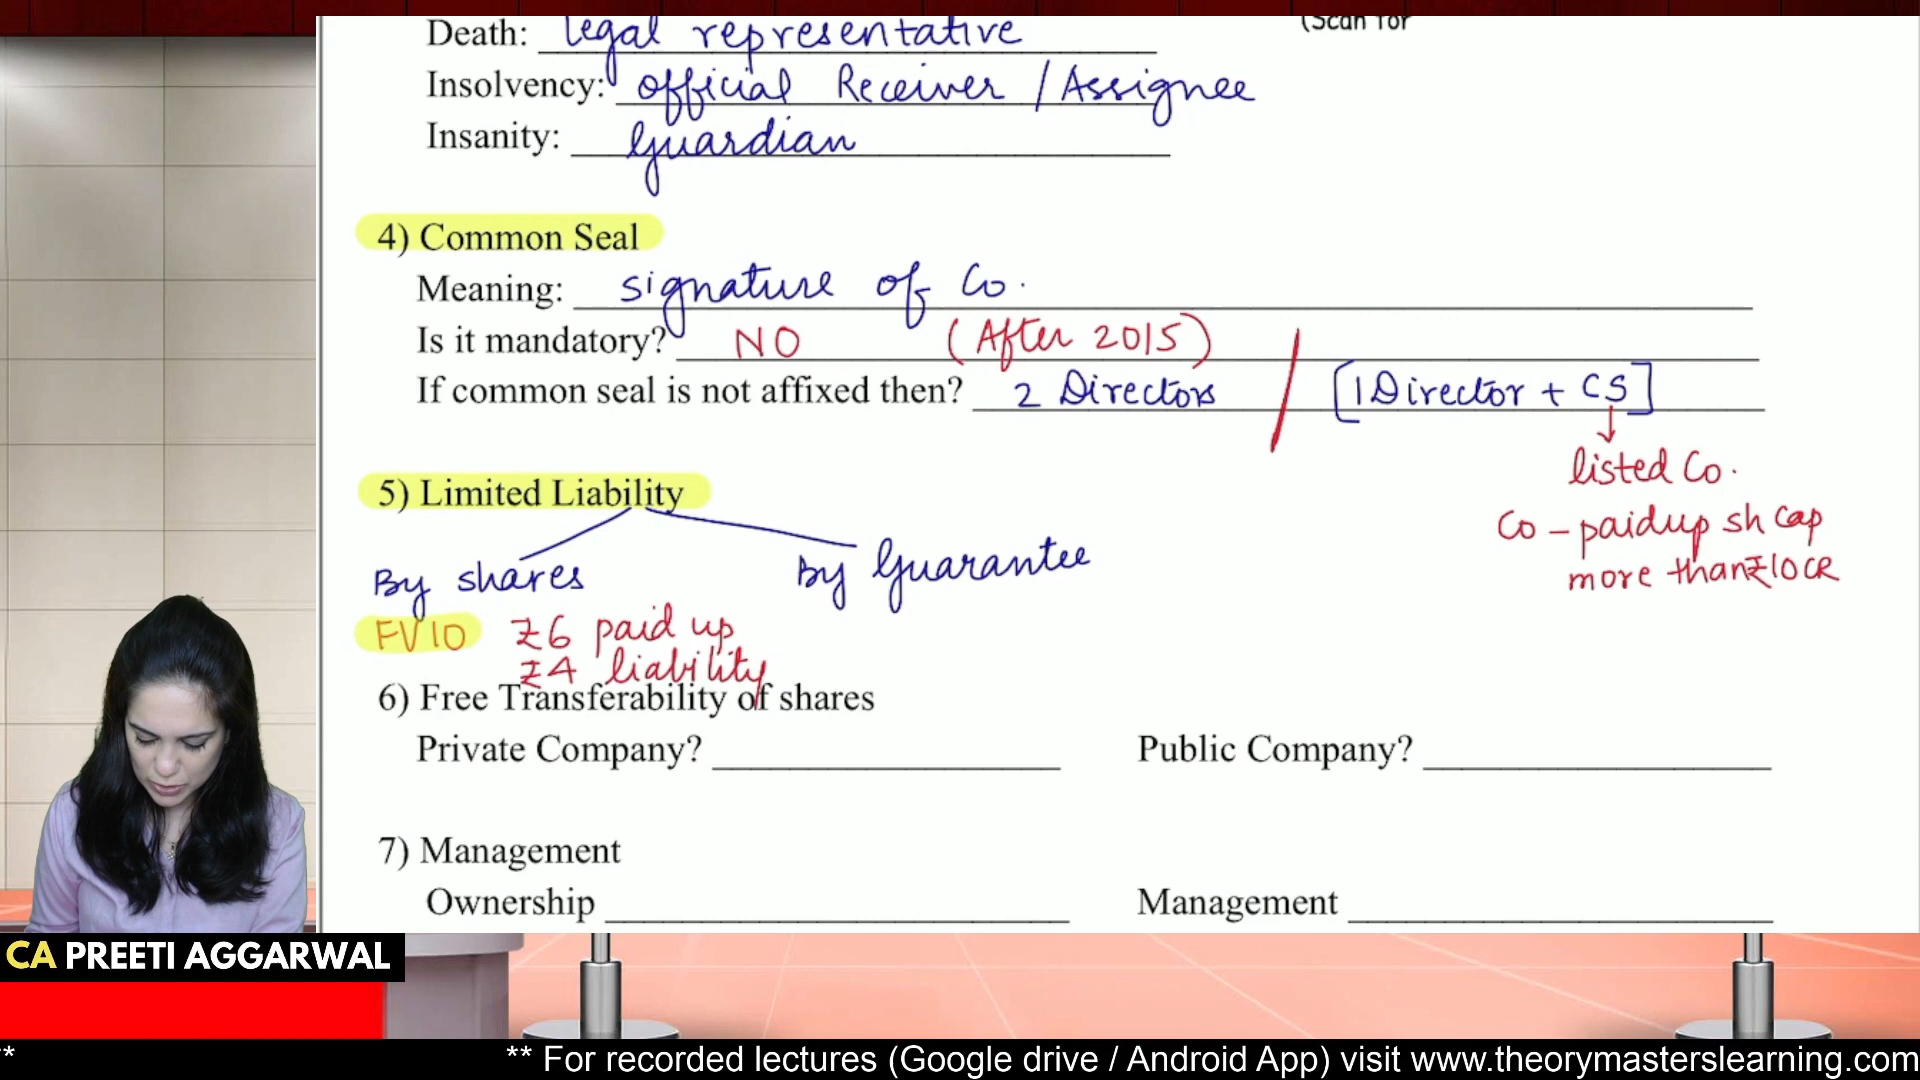 (Scan for
Death: legal representative
Insolvency: official Receiver / Assignee
Insanity: Guardian
4) Common Seal
Meaning: signature of Co.
Is it mandatory? NO (After 2015)
If common seal is not affixed then? 2 Directors / [1 Director + CS]
listed Co.
5) Limited Liability
Co – paidup sh cap
more than ₹10 CR
By shares By Guarantee
FV10 ₹6 paid up
₹4 liability
6) Free Transferability of shares
Private Company? Public Company?
7) Management
Ownership Management
CA PREETI AGGARWAL
** ** For recorded lectures (Google drive / Android App) visit www.theorymasterslearning.com